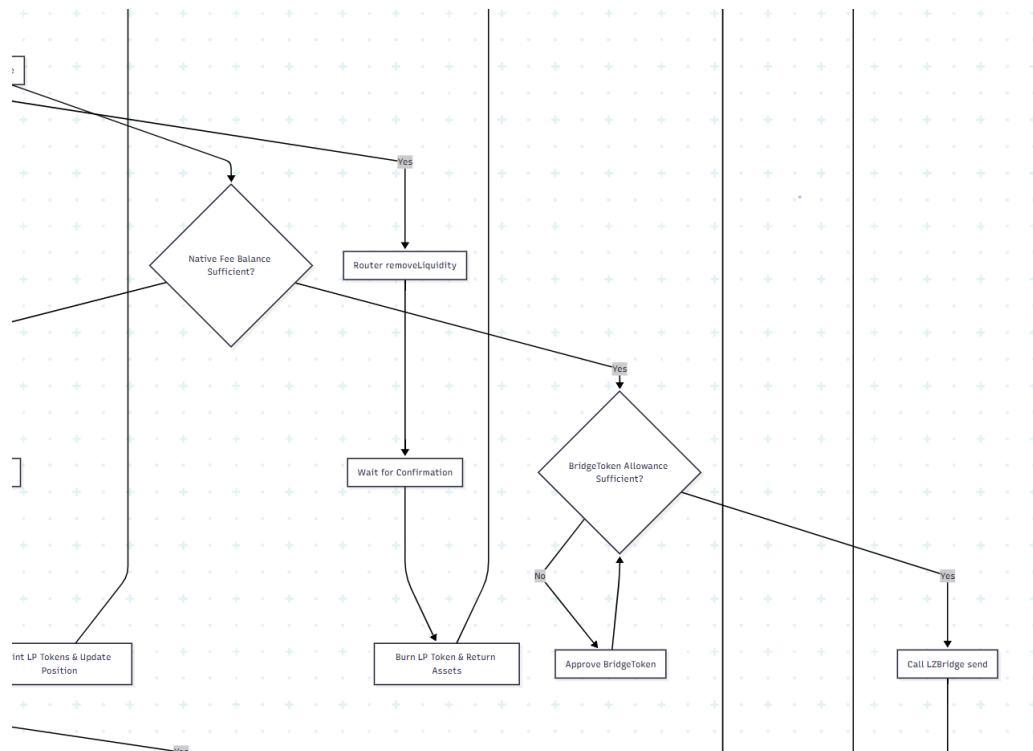 Yes
Native Fee Balance
Sufficient?
Router removeLiquidity
Yes
Wait for Confirmation
BridgeToken Allowance
Sufficient?
No
Yes
LP Tokens & Update
Position
Burn LP Token & Return
Assets
Approve BridgeToken
Call LZBridge send
Yes